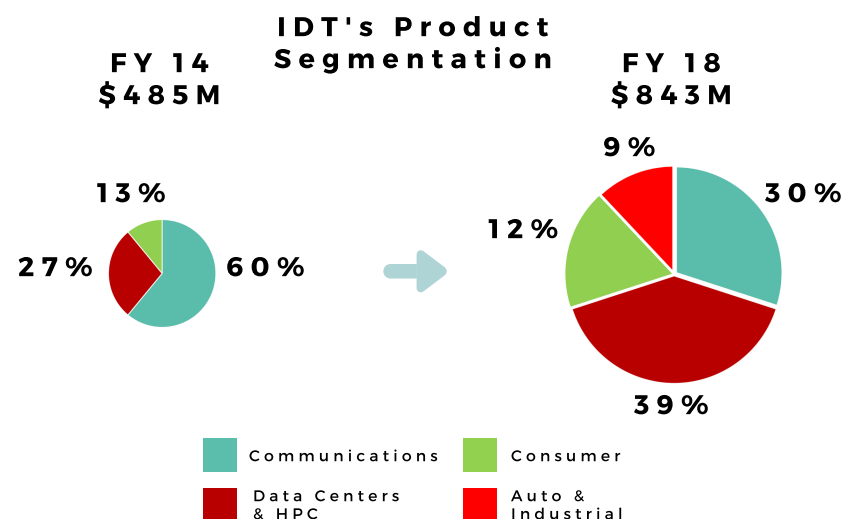 IDT's Product
Segmentation
FY 14
$485M
FY 18
$843M
13%
27%
60%
9%
30%
12%
39%
Communications
Consumer
Data Centers
& HPC
Auto &
Industrial